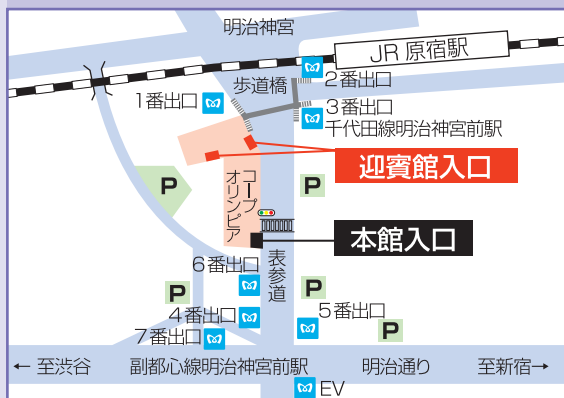 明治神宮
JR 原宿駅
歩道橋
2番出口
1番出口
3番出口
千代田線明治神宮前駅
P
迎賓館入口
P
コープ
オリンピア
本館入口
6番出口
表参道
P
P
4番出口
5番出口
7番出口
P
← 至渋谷
副都心線明治神宮前駅
明治通り
至新宿→
EV